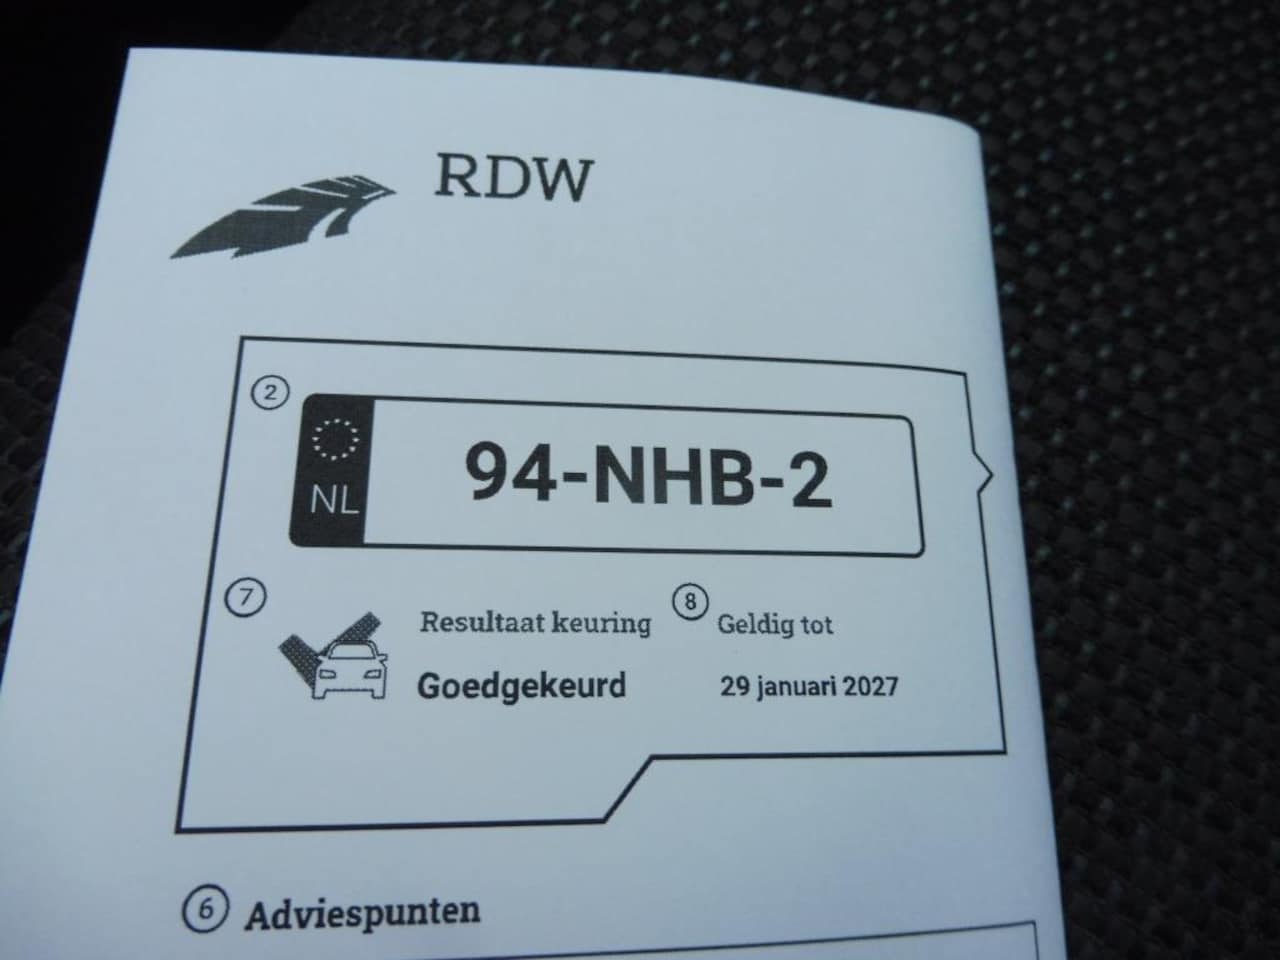 RDW
2
NL
94-NHB-2
7
Resultaat keuring
8
Geldig tot
Goedgekeurd
29 januari 2027
6 Adviespunten